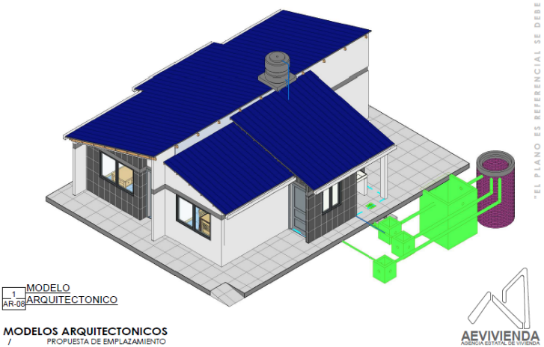 "EL PLANO ES REFERENCIAL SE DEBE
1
AR-08
MODELO
ARQUITECTONICO
MODELOS ARQUITECTONICOS
/ PROPUESTA DE EMPLAZAMIENTO
AEVIVIENDA
AGENCIA ESTATAL DE VIVIENDA